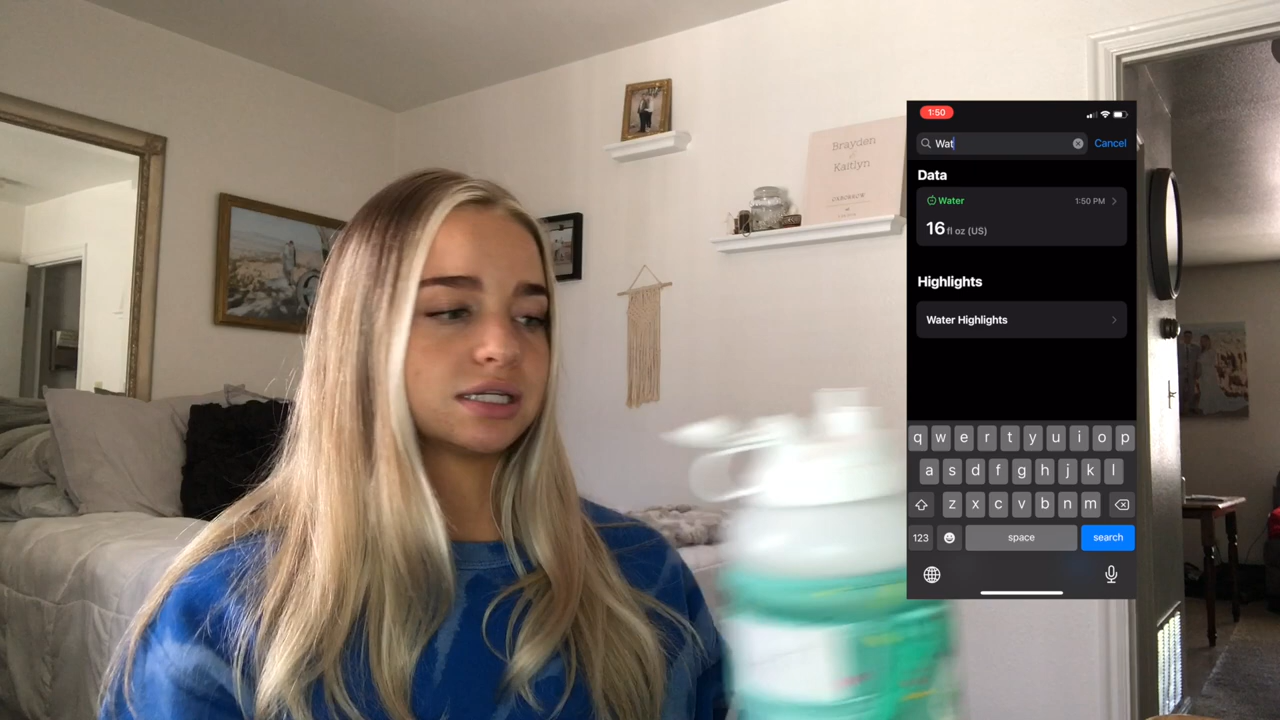 Brayden
Kaitlyn
1:50
Wat
Cancel
Data
Water
1:50 PM
16 fl oz (US)
Highlights
Water Highlights
q w e r t y u i o p
a s d f g h j k l
z x c v b n m
123
space
search